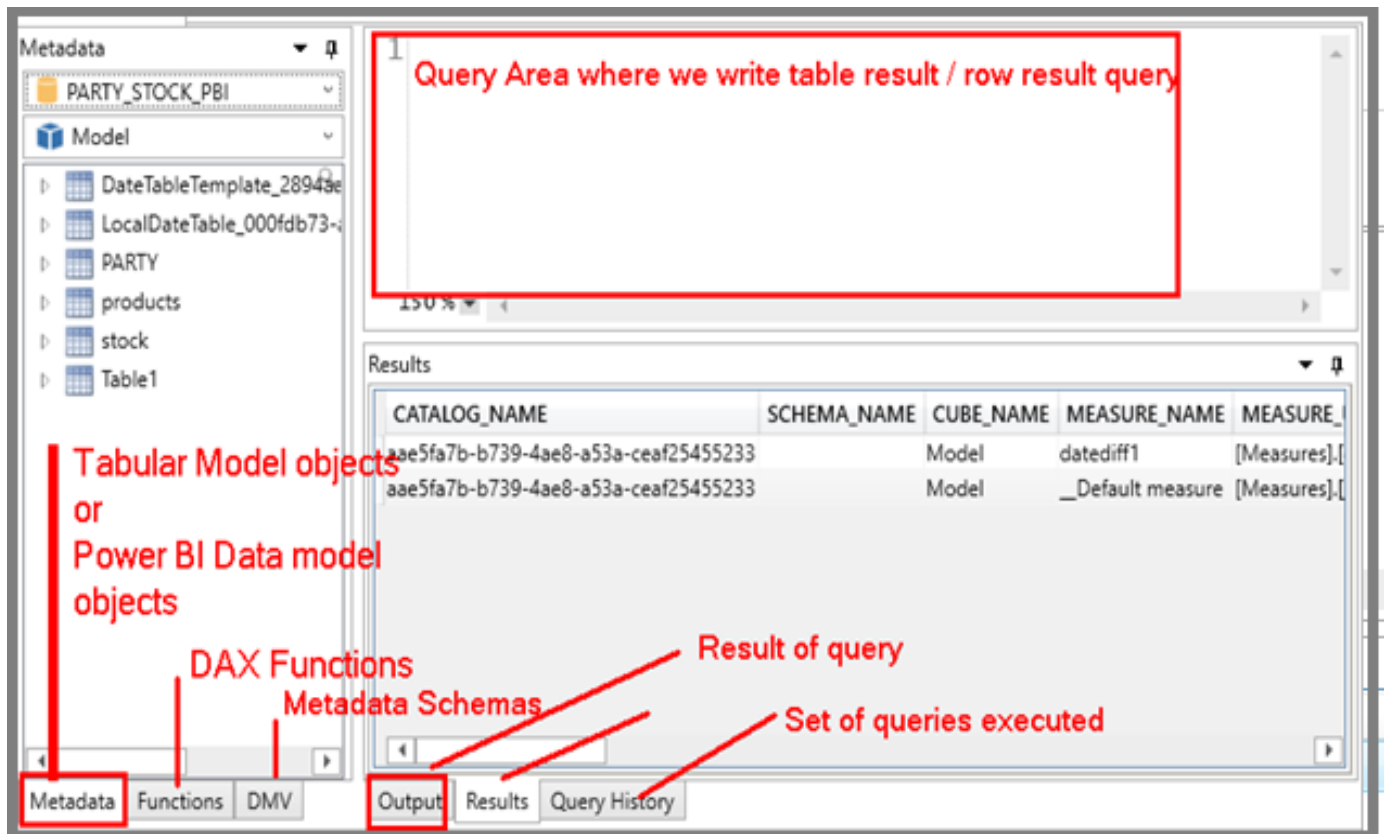 Metadata
PARTY_STOCK_PBI
Model
DateTableTemplate_2894ae
LocalDateTable_000fdb73-a
PARTY
products
stock
Table1
Tabular Model objects
or
Power BI Data model
objects
DAX Functions
Metadata Schemas
Metadata Functions DMV
1
Query Area where we write table result / row result query
150 %
Results
CATALOG_NAME SCHEMA_NAME CUBE_NAME MEASURE_NAME MEASURE_
aae5fa7b-b739-4ae8-a53a-ceaf25455233 Model datediff1 [Measures].[
aae5fa7b-b739-4ae8-a53a-ceaf25455233 Model __Default measure [Measures].[
Result of query
Set of queries executed
Output Results Query History